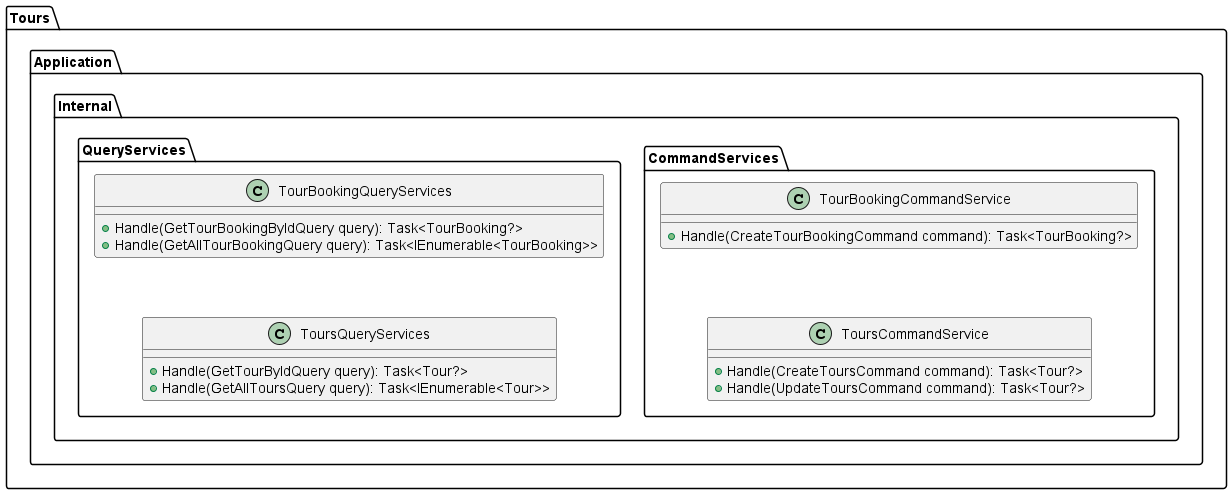 Tours
Application
Internal
QueryServices
C TourBookingQueryServices
Handle(GetTourBookingByIdQuery query): Task<TourBooking?>
Handle(GetAllTourBookingQuery query): Task<IEnumerable<TourBooking>>
C ToursQueryServices
Handle(GetTourByIdQuery query): Task<Tour?>
Handle(GetAllToursQuery query): Task<IEnumerable<Tour>>
CommandServices
C TourBookingCommandService
Handle(CreateTourBookingCommand command): Task<TourBooking?>
C ToursCommandService
Handle(CreateToursCommand command): Task<Tour?>
Handle(UpdateToursCommand command): Task<Tour?>